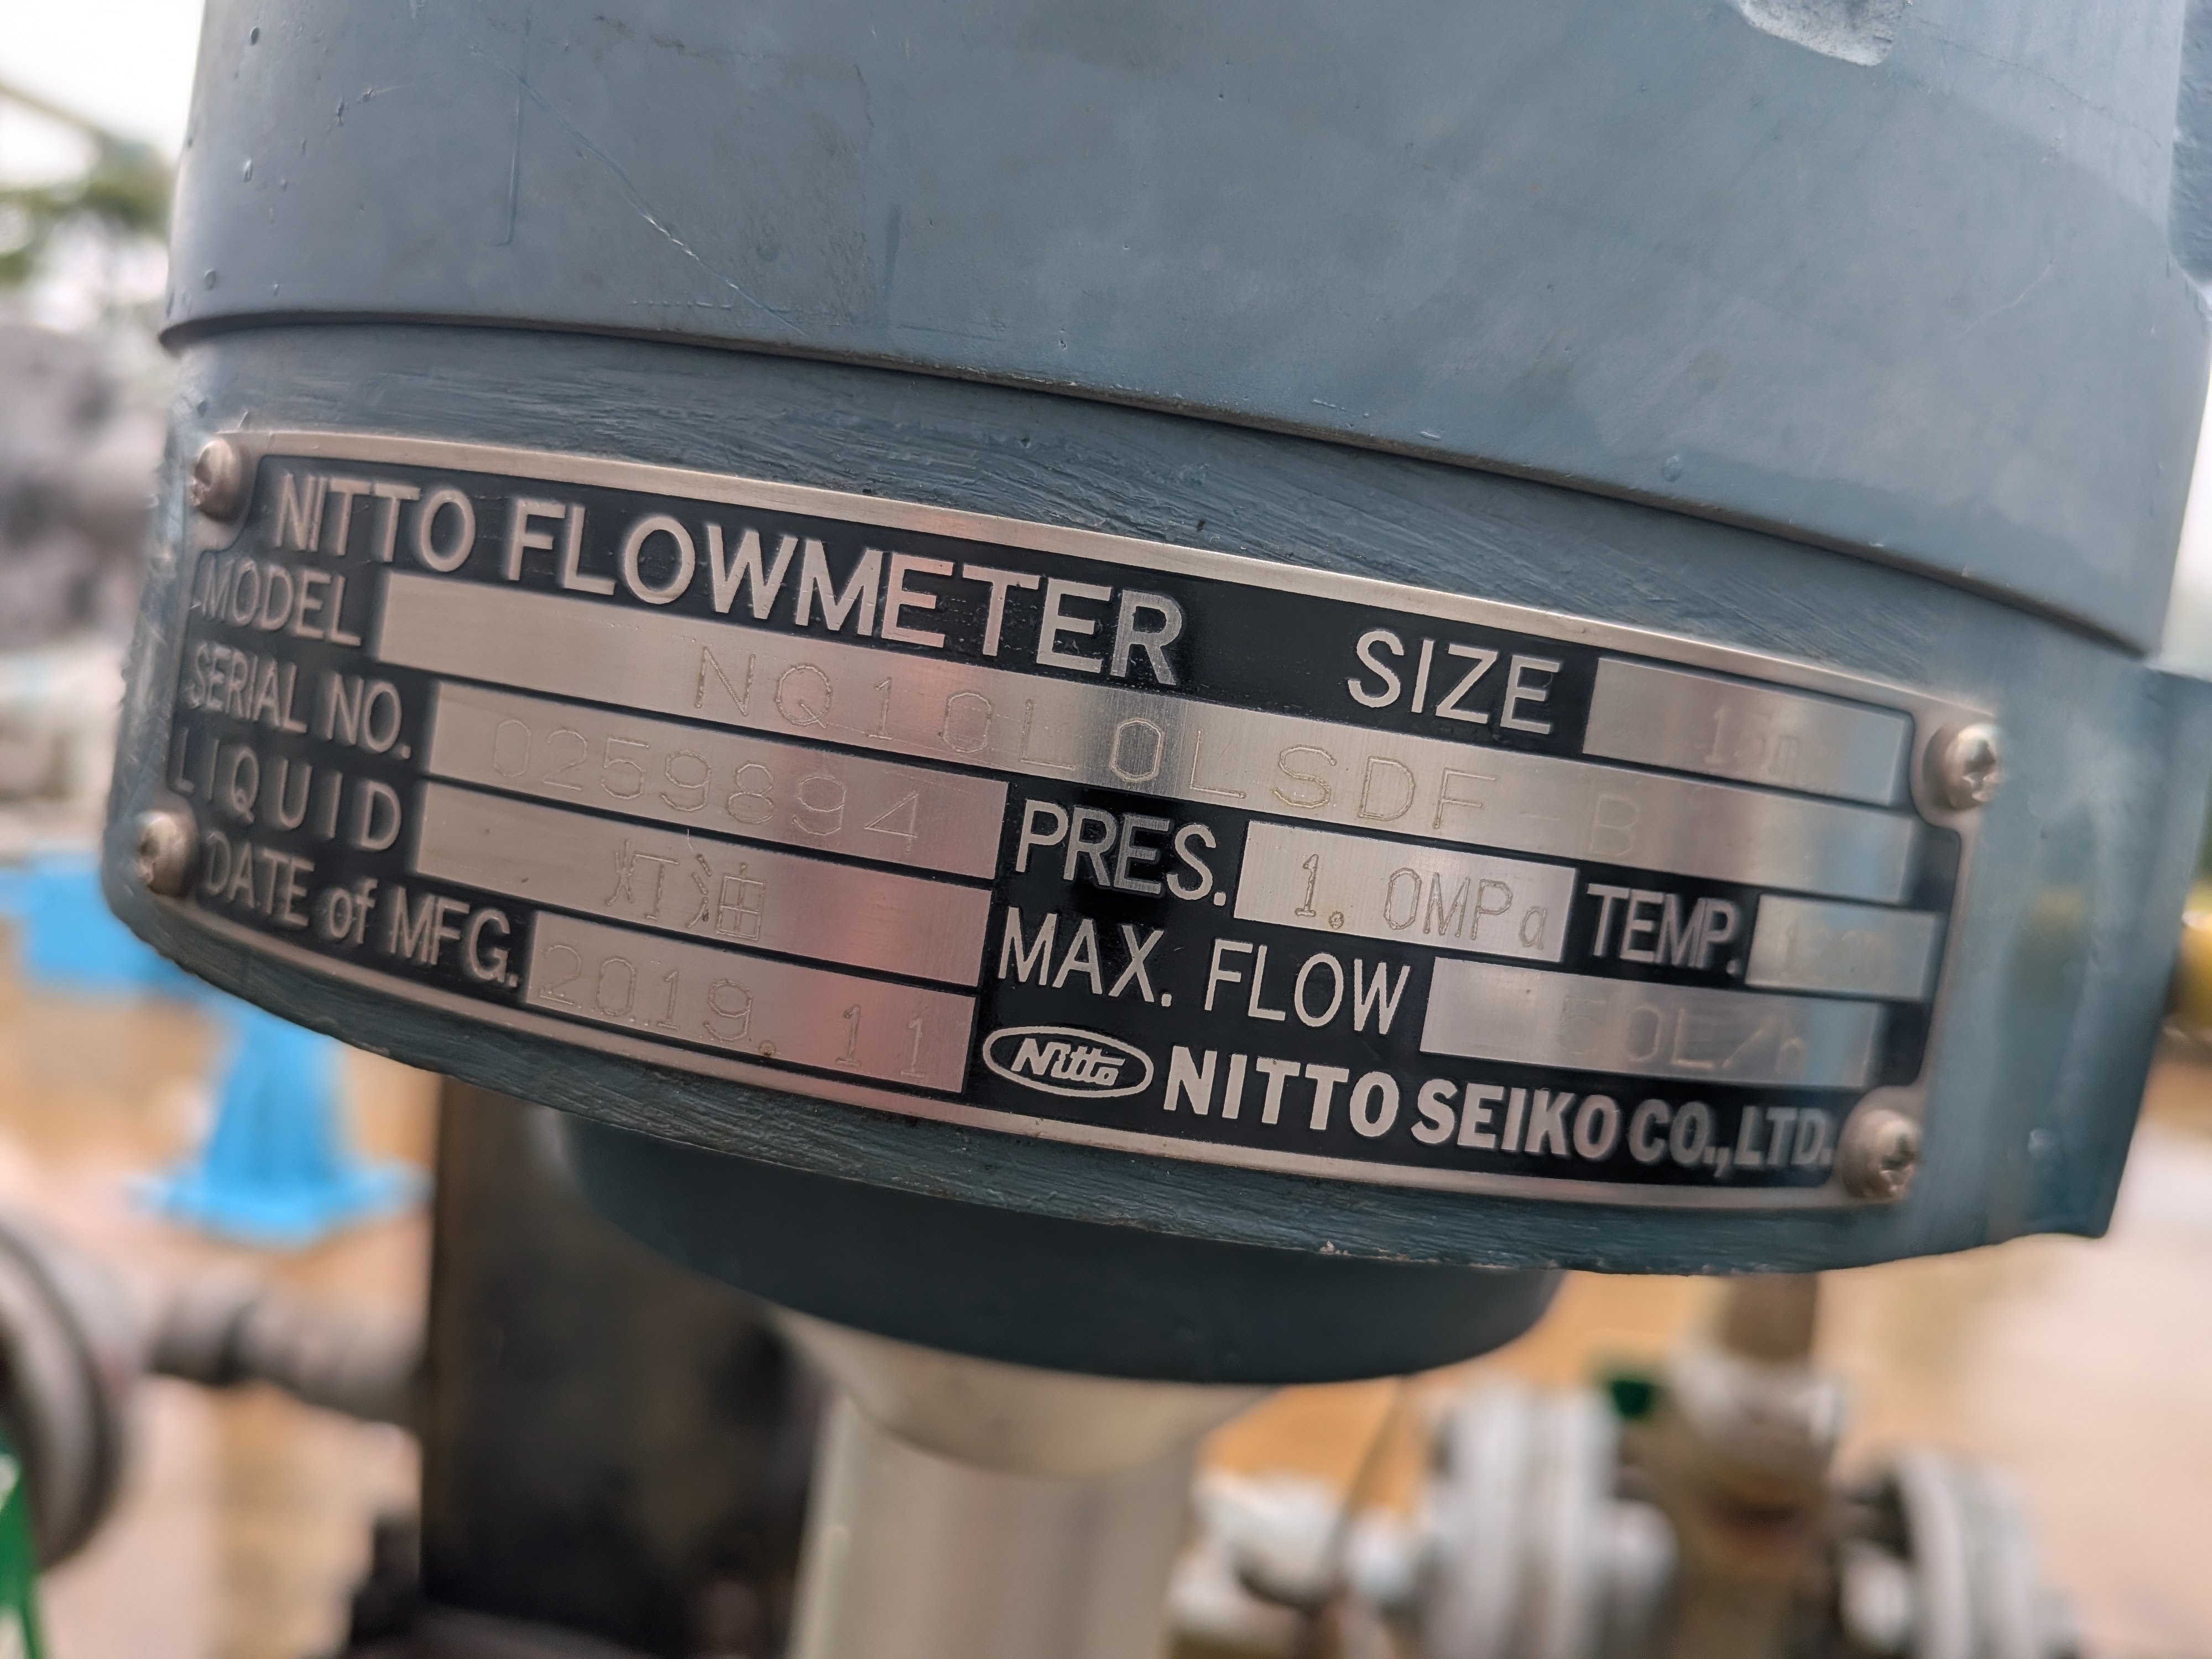 NITTO FLOWMETER SIZE
MODEL NQ10L0LSDF-B
SERIAL NO. 0259894 PRES. 1.0MPa TEMP.
LIQUID 灯油 MAX. FLOW
DATE of MFG. 2019.11 Nitto NITTO SEIKO CO., LTD.